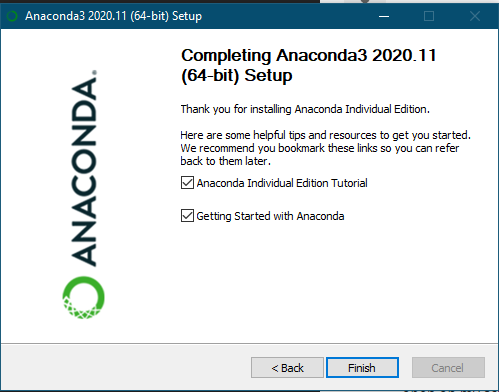 Anaconda3 2020.11 (64-bit) Setup
Completing Anaconda3 2020.11
(64-bit) Setup
ANACONDA.
Thank you for installing Anaconda Individual Edition.
Here are some helpful tips and resources to get you started.
We recommend you bookmark these links so you can refer
back to them later.
Anaconda Individual Edition Tutorial
Getting Started with Anaconda
< Back
Finish
Cancel